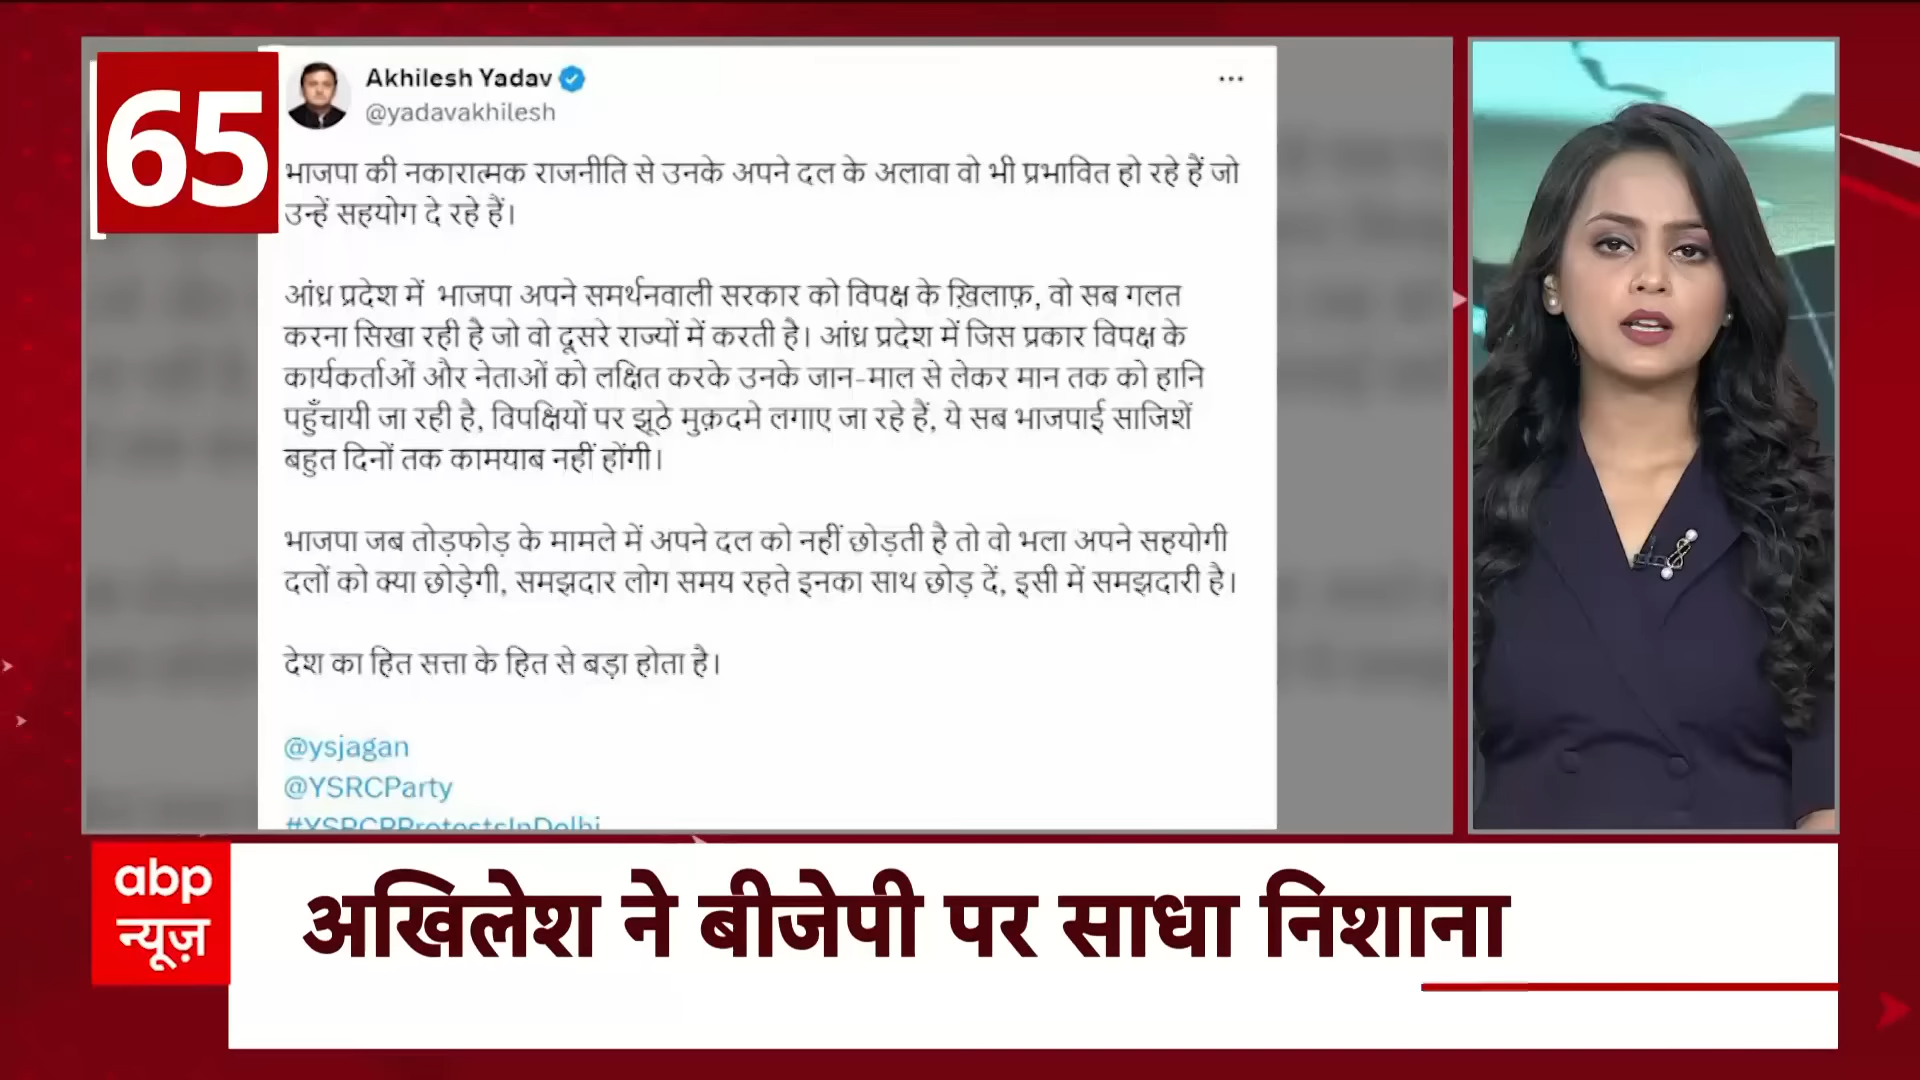 65
Akhilesh Yadav
@yadavakhilesh
भाजपा की नकारात्मक राजनीति से उनके अपने दल के अलावा वो भी प्रभावित हो रहे हैं जो
उन्हें सहयोग दे रहे हैं।
आंध्र प्रदेश में भाजपा अपने समर्थनवाली सरकार को विपक्ष के ख़िलाफ़, वो सब गलत
करना सिखा रही है जो वो दूसरे राज्यों में करती है। आंध्र प्रदेश में जिस प्रकार विपक्ष के
कार्यकर्ताओं और नेताओं को लक्षित करके उनके जान-माल से लेकर मान तक को हानि
पहुँचायी जा रही है, विपक्षियों पर झूठे मुक़दमे लगाए जा रहे हैं, ये सब भाजपाई साजिशें
बहुत दिनों तक कामयाब नहीं होंगी।
भाजपा जब तोड़फोड़ के मामले में अपने दल को नहीं छोड़ती है तो वो भला अपने सहयोगी
दलों को क्या छोड़ेगी, समझदार लोग समय रहते इनका साथ छोड़ दें, इसी में समझदारी है।
देश का हित सत्ता के हित से बड़ा होता है।
@ysjagan
@YSRCParty
#YSRCPProtestsInDelhi
abp
न्यूज़
अखिलेश ने बीजेपी पर साधा निशाना